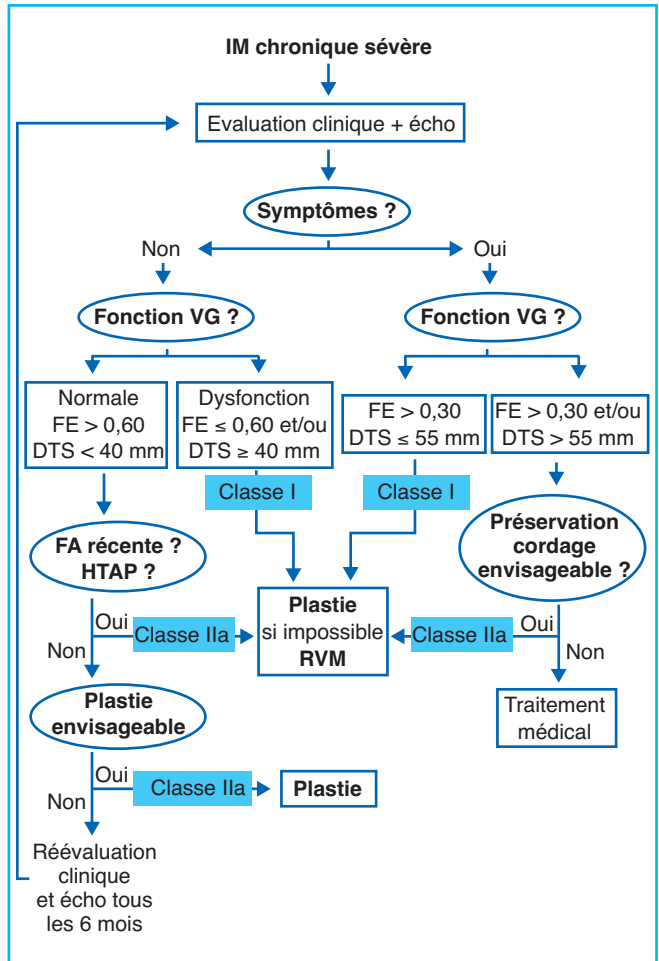 IM chronique sévère
Evaluation clinique + écho
Symptômes ?
Non
Oui
Fonction VG ?
Fonction VG ?
Normale
FE > 0,60
DTS < 40 mm
Dysfonction
FE ≤ 0,60 et/ou
DTS ≥ 40 mm
FE > 0,30
DTS ≤ 55 mm
FE > 0,30 et/ou
DTS > 55 mm
Classe I
Classe I
FA récente ?
HTAP ?
Préservation
cordage
envisageable ?
Plastie
si impossible
RVM
Oui
Classe IIa
Non
Classe IIa
Oui
Non
Plastie
envisageable
Traitement
médical
Oui
Classe IIa
Plastie
Non
Réévaluation
clinique
et écho tous
les 6 mois